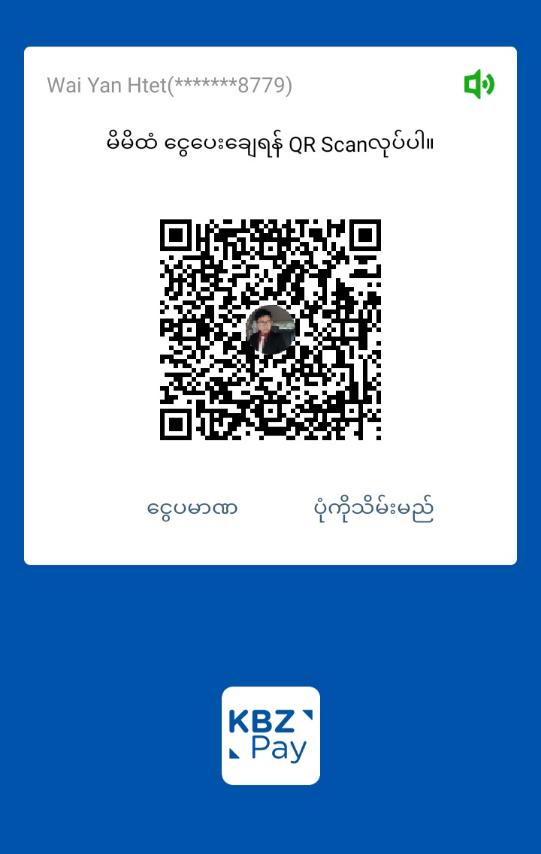 Wai Yan Htet(*******8779)
မိမိထံ ငွေပေးချေရန် QR Scanလုပ်ပါ။
ငွေပမာဏ
ပုံကိုသိမ်းမည်
KBZ
Pay